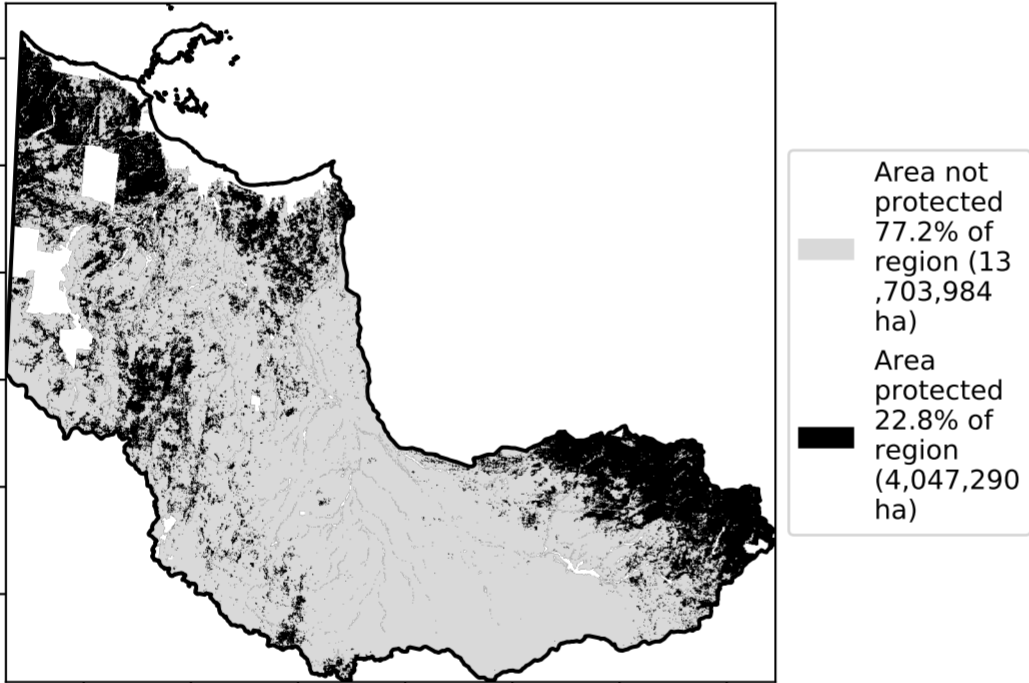 Area not
protected
77.2% of
region (13
,703,984
ha)
Area
protected
22.8% of
region
(4,047,290
ha)